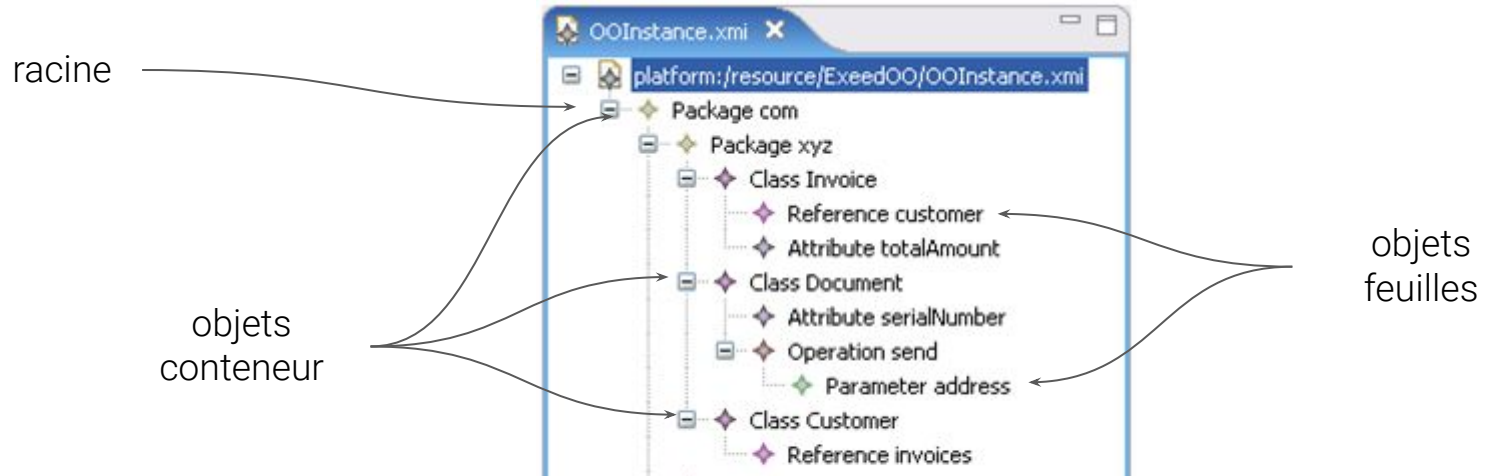 OOInstance.xmi
racine
platform:/resource/ExeedOO/OOInstance.xmi
Package com
Package xyz
Class Invoice
Reference customer
Attribute totalAmount
Class Document
Attribute serialNumber
Operation send
Parameter address
Class Customer
Reference invoices
objets
conteneur
objets
feuilles